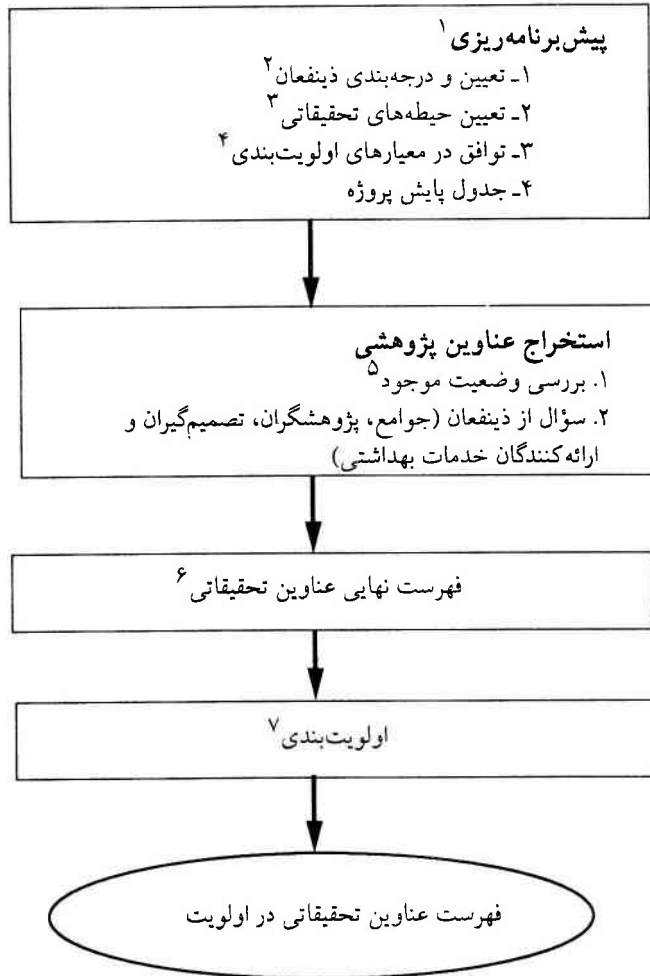 پیش‌برنامه‌ریزی۱
۱ـ تعیین و درجه‌بندی ذینفعان۲
۲ـ تعیین حیطه‌های تحقیقاتی۳
۳ـ توافق در معیارهای اولویت‌بندی۴
۴ـ جدول پایش پروژه
استخراج عناوین پژوهشی
۱. بررسی وضعیت موجود۵
۲. سؤال از ذینفعان (جوامع، پژوهشگران، تصمیم‌گیران و
ارائه‌کنندگان خدمات بهداشتی)
فهرست نهایی عناوین تحقیقاتی۶
اولویت‌بندی۷
فهرست عناوین تحقیقاتی در اولویت